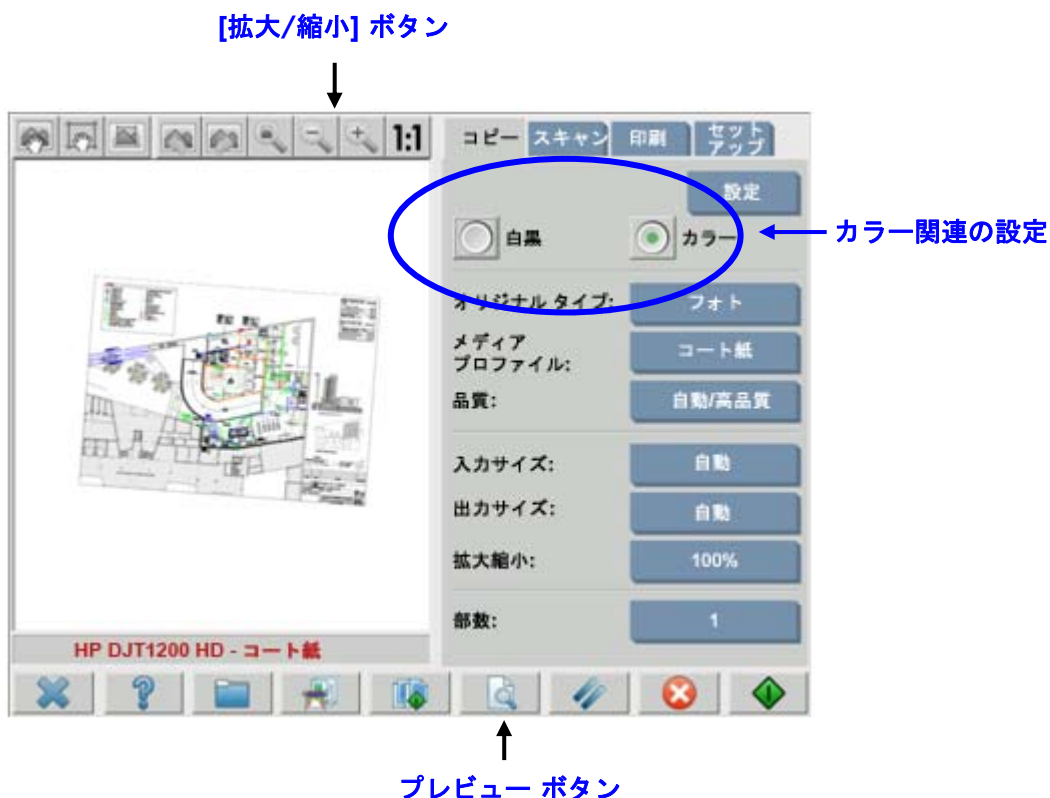 [拡大/縮小] ボタン
1:1
コピー スキャン 印刷 セット
アップ
設定
白黒 カラー
カラー関連の設定
オリジナル タイプ: フォト
メディア
プロファイル: コート紙
品質: 自動/高品質
入力サイズ: 自動
出力サイズ: 自動
拡大縮小: 100%
部数: 1
HP DJT1200 HD - コート紙
プレビュー ボタン